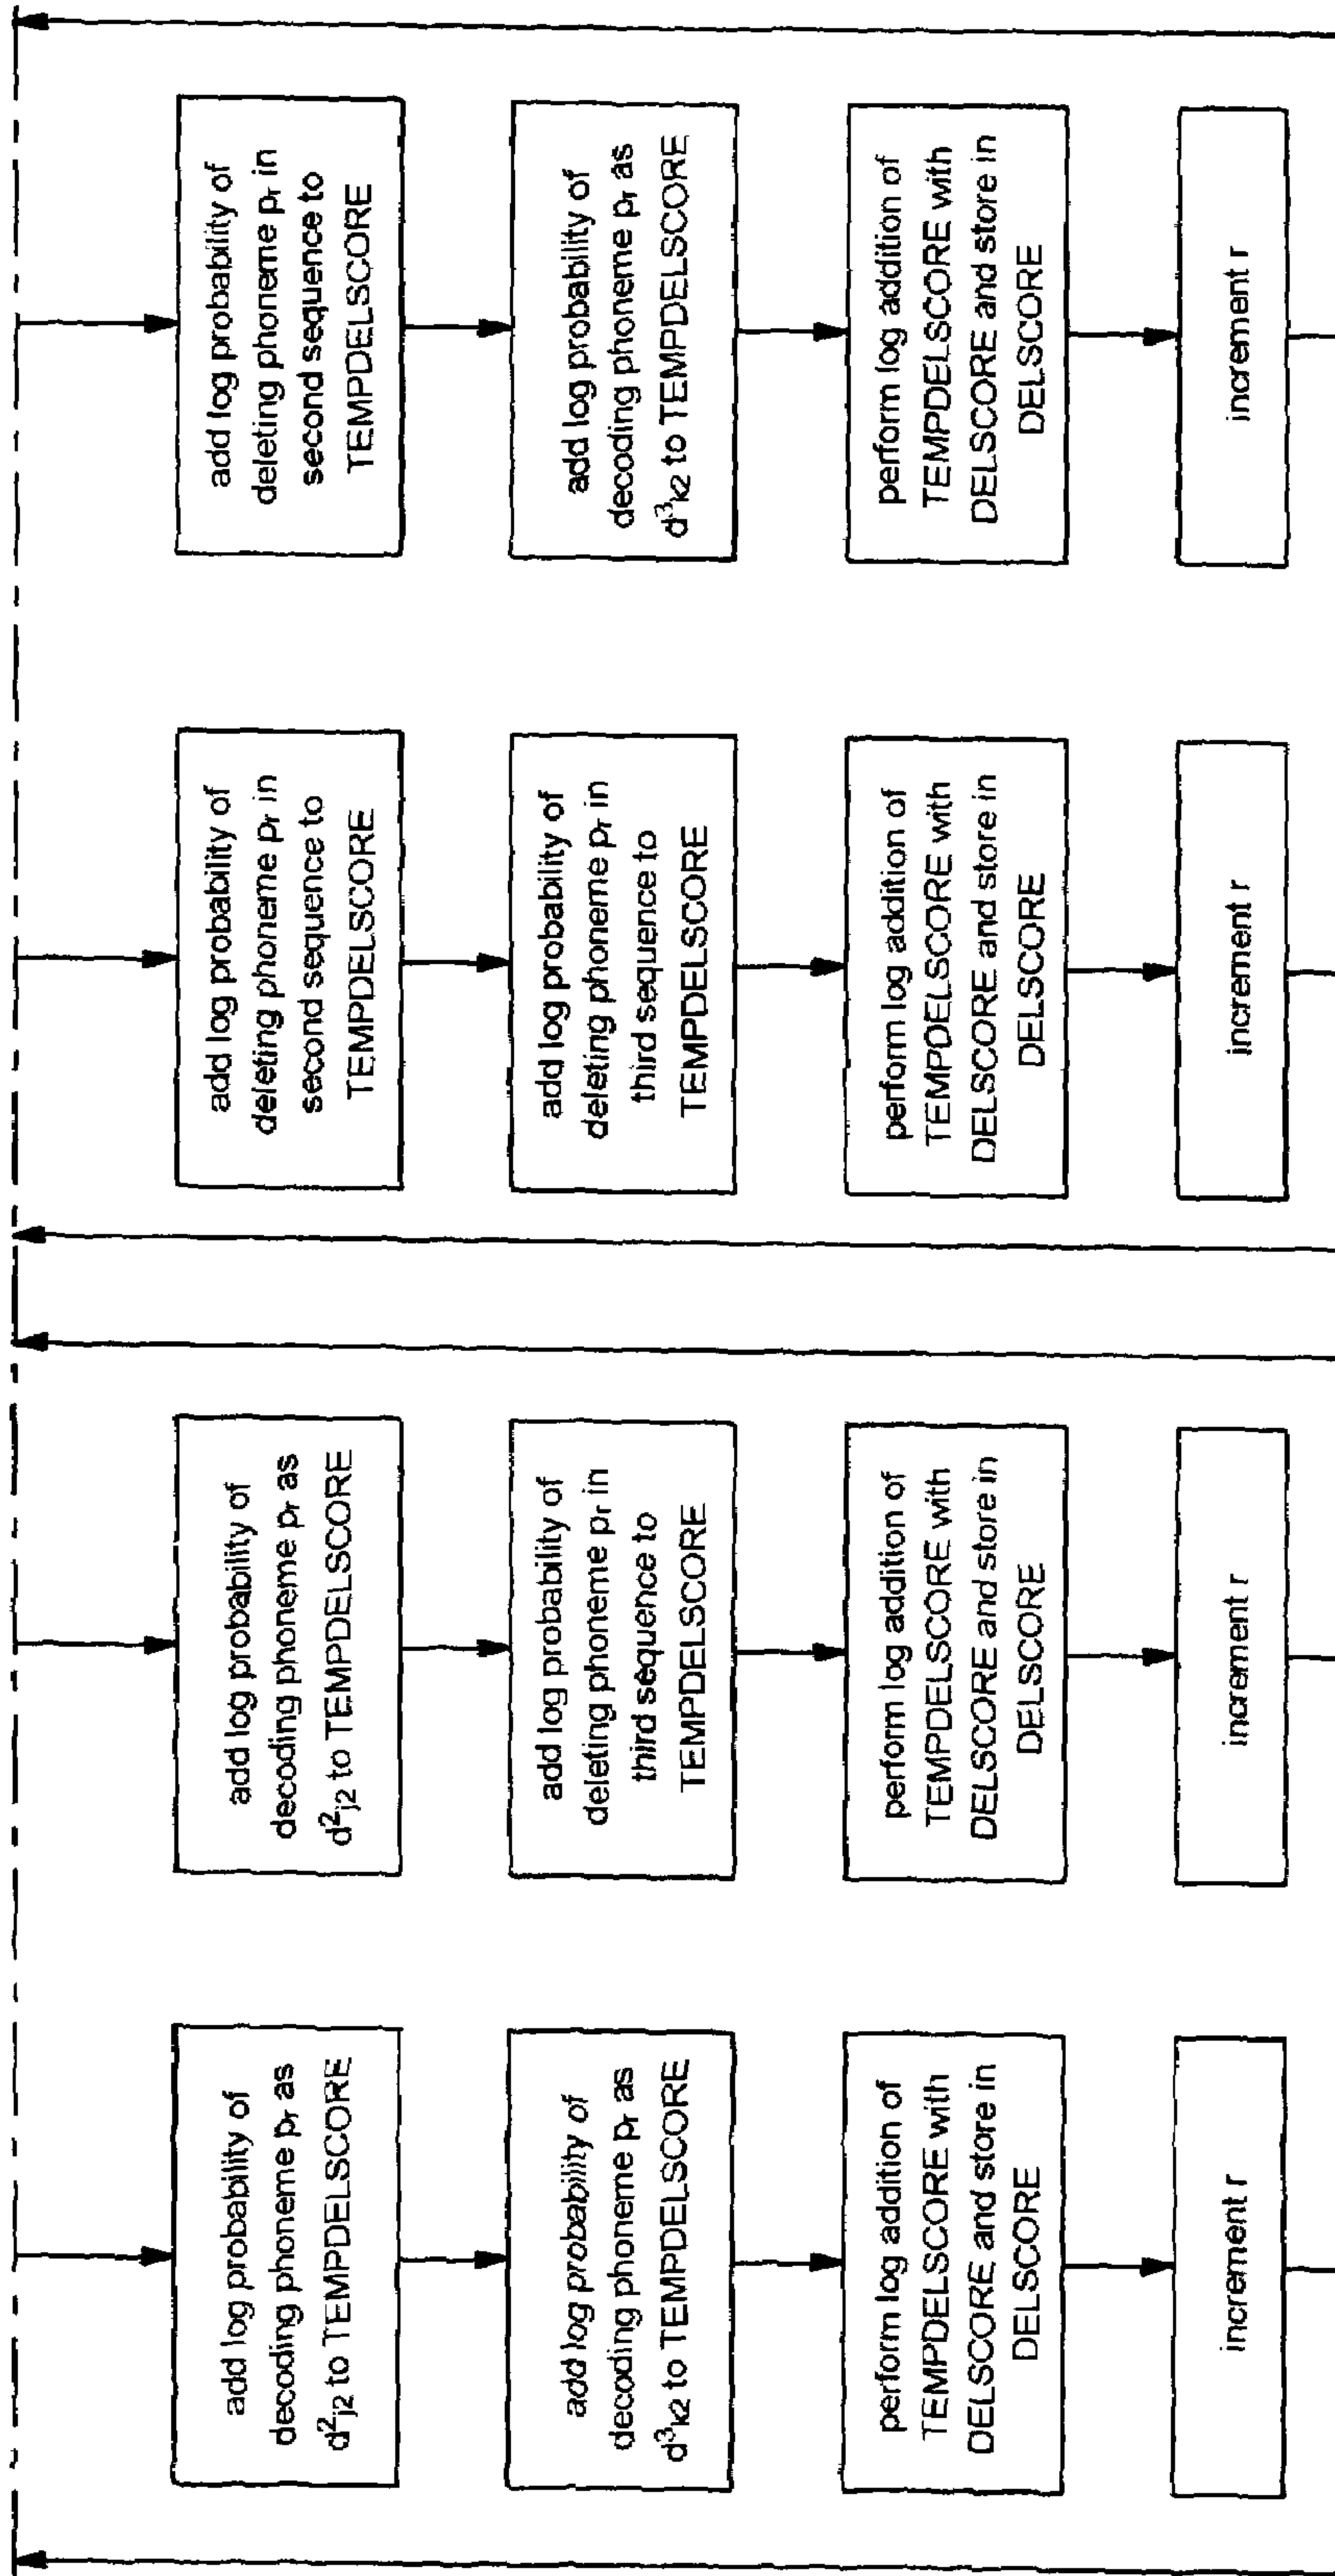 add log probability of
decoding phoneme pᵣ as
d²j2 to TEMPDELSCORE
add log probability of
decoding phoneme pᵣ as
d²j2 to TEMPDELSCORE
add log probability of
deleting phoneme pᵣ in
second sequence to
TEMPDELSCORE
add log probability of
deleting phoneme pᵣ in
second sequence to
TEMPDELSCORE
add log probability of
decoding phoneme pᵣ as
d³k2 to TEMPDELSCORE
add log probability of
deleting phoneme pᵣ in
third sequence to
TEMPDELSCORE
add log probability of
deleting phoneme pᵣ in
third sequence to
TEMPDELSCORE
add log probability of
decoding phoneme pᵣ as
d³k2 to TEMPDELSCORE
perform log addition of
TEMPDELSCORE with
DELSCORE and store in
DELSCORE
perform log addition of
TEMPDELSCORE with
DELSCORE and store in
DELSCORE
perform log addition of
TEMPDELSCORE with
DELSCORE and store in
DELSCORE
perform log addition of
TEMPDELSCORE with
DELSCORE and store in
DELSCORE
increment r
increment r
increment r
increment r